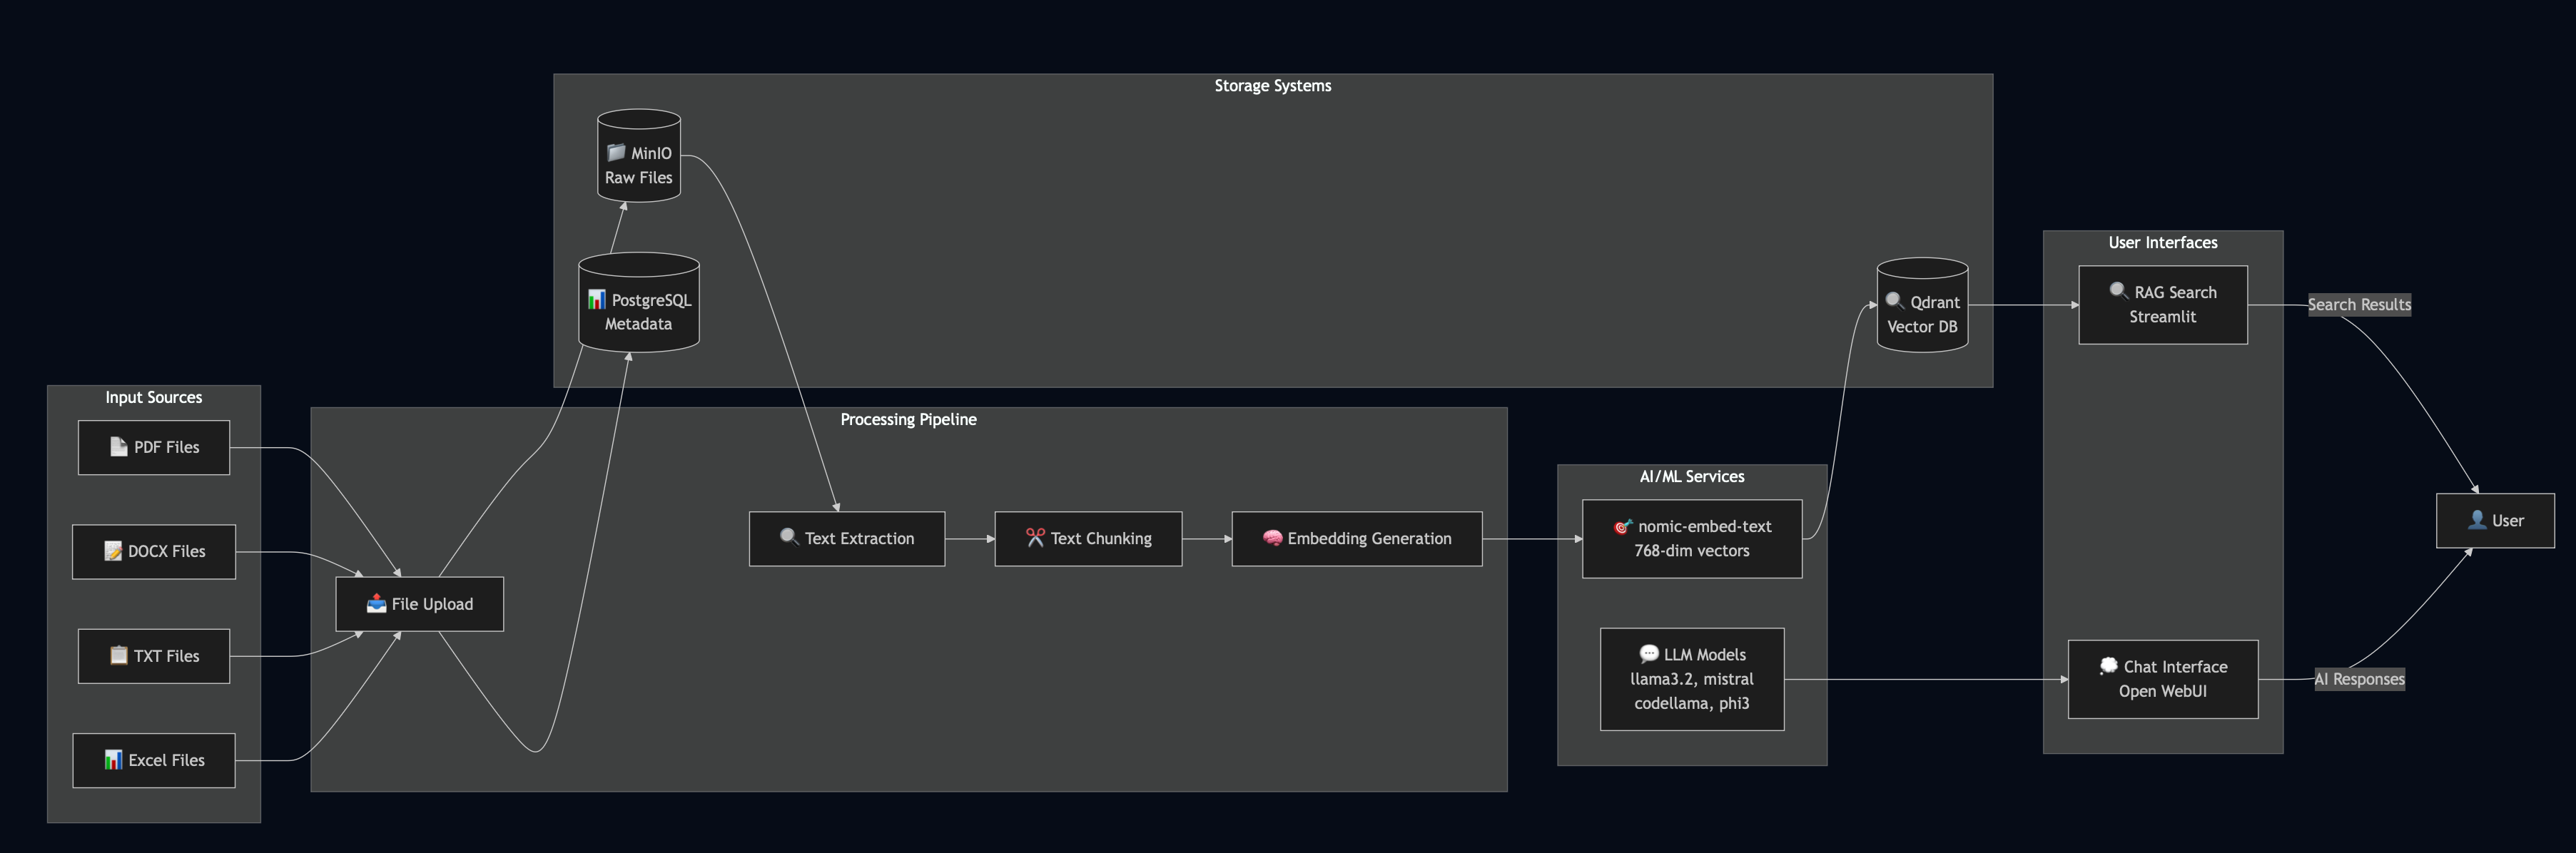 Storage Systems
MinIO
Raw Files
PostgreSQL
Metadata
Qdrant
Vector DB
Input Sources
PDF Files
DOCX Files
TXT Files
Excel Files
Processing Pipeline
File Upload
Text Extraction
Text Chunking
Embedding Generation
AI/ML Services
nomic-embed-text
768-dim vectors
LLM Models
llama3.2, mistral
codellama, phi3
User Interfaces
RAG Search
Streamlit
Chat Interface
Open WebUI
Search Results
AI Responses
User